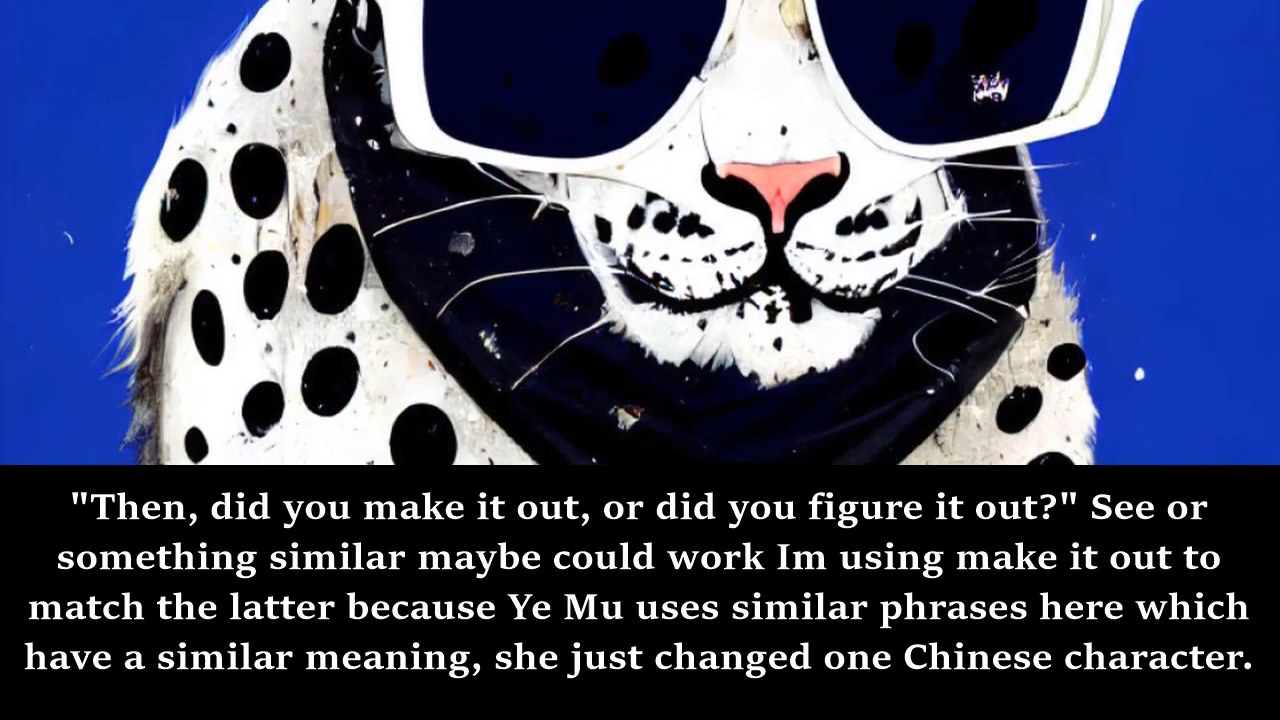 "Then, did you make it out, or did you figure it out?" See or
something similar maybe could work Im using make it out to
match the latter because Ye Mu uses similar phrases here which
have a similar meaning, she just changed one Chinese character.